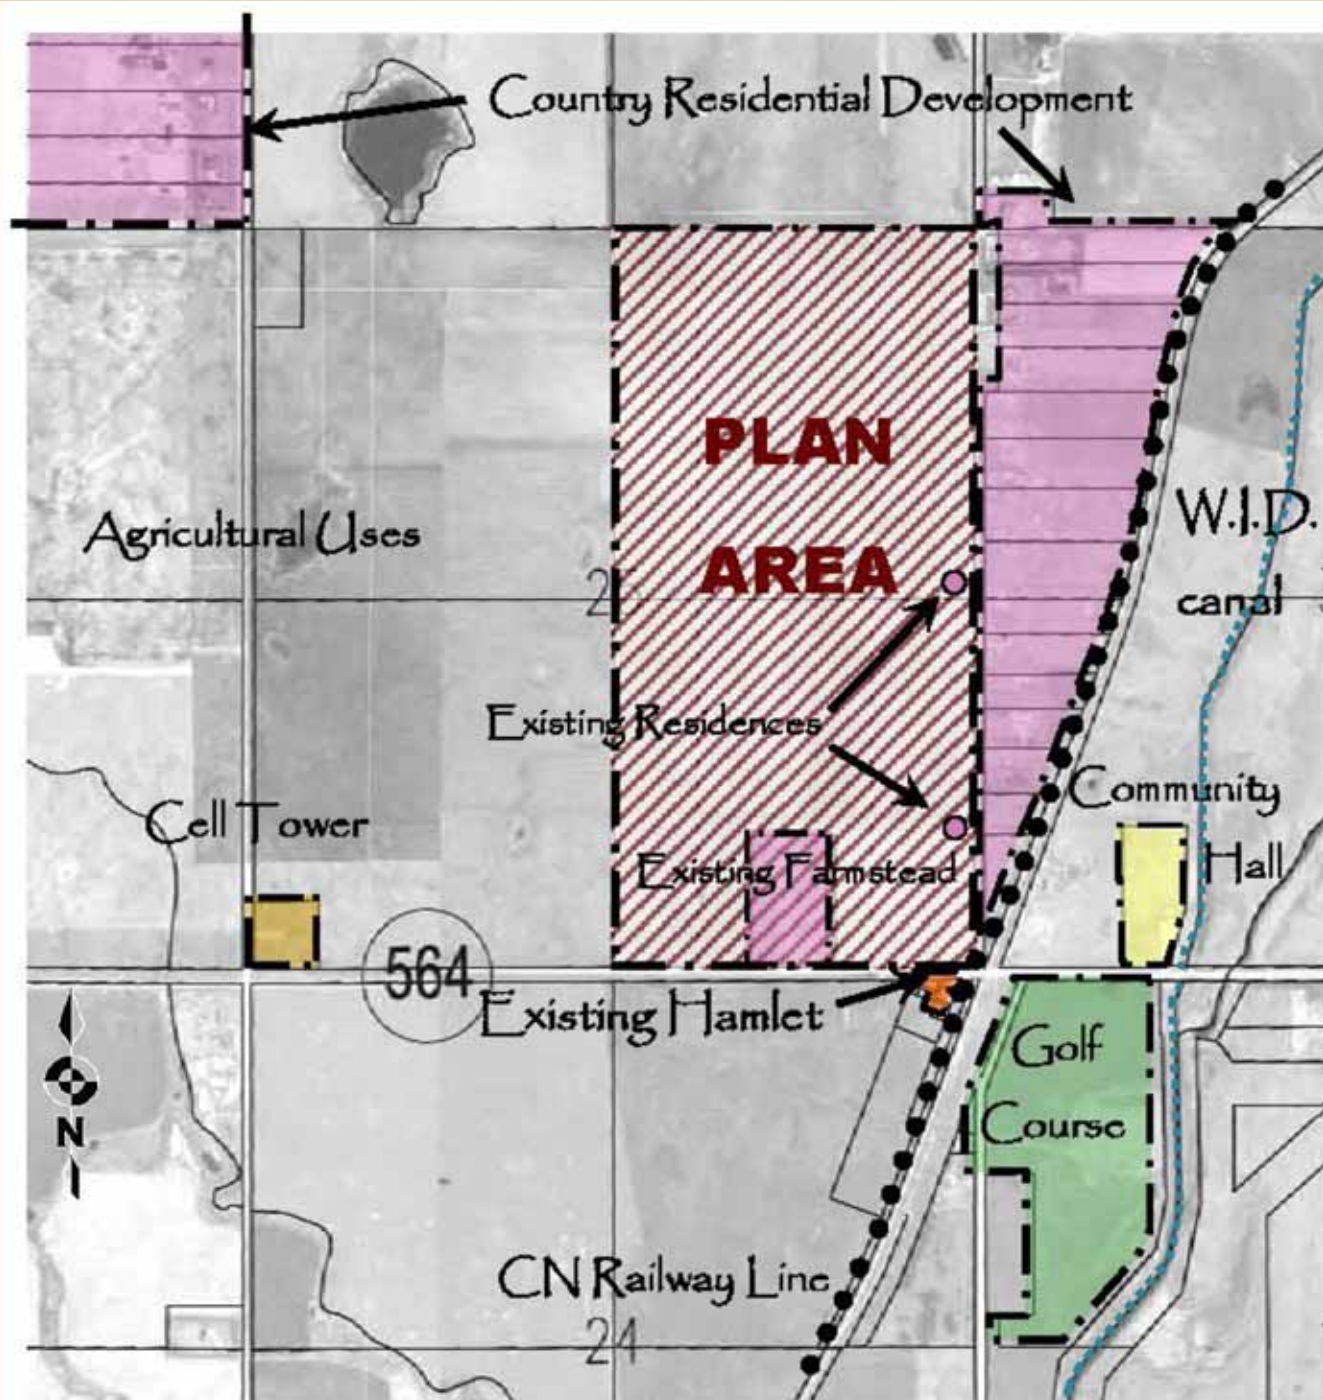 Country Residential Development
PLAN
AREA
W.I.D.
canal
Agricultural Uses
Existing Residences
Community
Hall
Cell Tower
Existing Farmstead
564
Existing Hamlet
Golf
Course
N
CN Railway Line
24